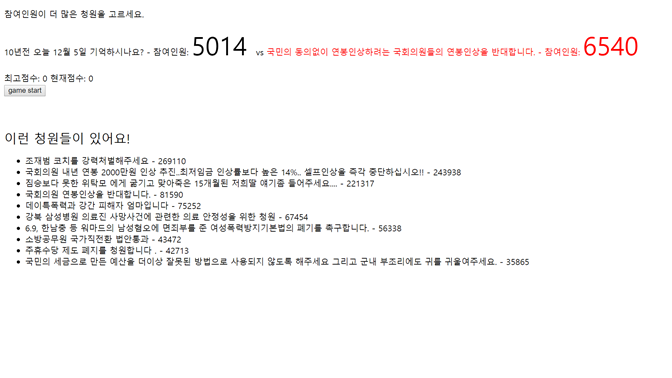 참여인원이 더 많은 청원을 고르세요.
10년전 오늘 12월 5일 기억하시나요? - 참여인원: 5014 vs 국민의 동의없이 연봉인상하려는 국회의원들의 연봉인상을 반대합니다. - 참여인원: 6540
최고점수: 0 현재점수: 0
game start
이런 청원들이 있어요!
• 조재범 코치를 강력처벌해주세요 - 269110
• 국회의원 내년 연봉 2000만원 인상 추진..최저임금 인상률보다 높은 14%.. 셀프인상을 즉각 중단하십시오!! - 243938
• 짐승보다 못한 위탁모 에게 굶기고 맞아죽은 15개월된 저희딸 얘기좀 들어주세요.... - 221317
• 국회의원 연봉인상을 반대합니다. - 81590
• 데이트폭력과 강간 피해자 엄마입니다 - 75252
• 강북 삼성병원 의료진 사망사건에 관련한 의료 안정성을 위한 청원 - 67454
• 6.9, 한남충 등 워마드의 남성혐오에 면죄부를 준 여성폭력방지기본법의 폐기를 촉구합니다. - 56338
• 소방공무원 국가직전환 법안통과 - 43472
• 주휴수당 제도 폐지를 청원합니다 . - 42713
• 국민의 세금으로 만든 예산을 더이상 잘못된 방법으로 사용되지 않도록 해주세요 그리고 군내 부조리에도 귀를 귀울여주세요. - 35865